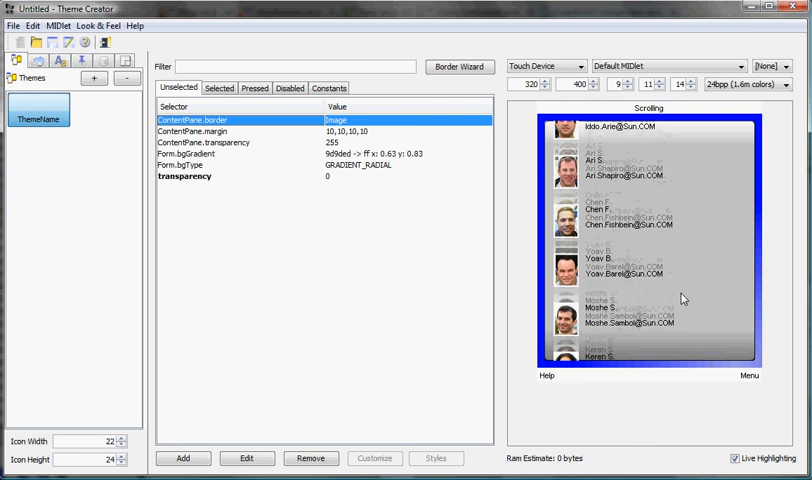 Untitled - Theme Creator
File Edit MIDlet Look & Feel Help
Themes + -
ThemeName
Icon Width 22
Icon Height 24
Filter Border Wizard
Unselected Selected Pressed Disabled Constants
Selector Value
ContentPane.border Image
ContentPane.margin 10,10,10,10
ContentPane.transparency 255
Form.bgGradient 9d9ded -> ff x: 0.63 y: 0.83
Form.bgType GRADIENT_RADIAL
transparency 0
Add Edit Remove Customize Styles
Touch Device Default MIDlet [None]
320 400 9 11 14 24bpp (1.6m colors)
Scrolling
Iddo.Arie@Sun.COM
Ari S.
Ari.Shapiro@Sun.COM
Chen F.
Chen.Fishbein@Sun.COM
Yoav B.
Yoav.Barel@Sun.COM
Moshe S.
Moshe.Sambol@Sun.COM
Keren S.
Help Menu
Ram Estimate: 0 bytes Live Highlighting